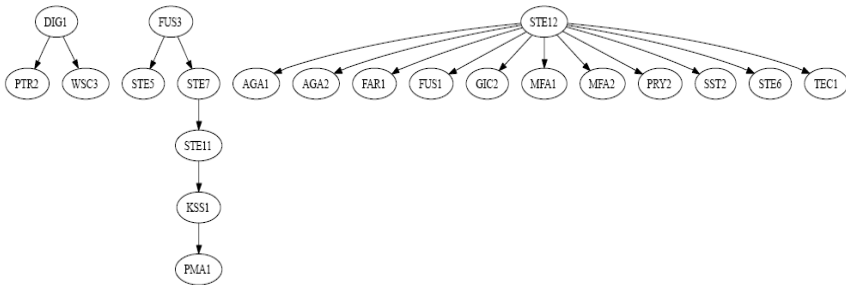 DIG1 FUS3 STE12
PTR2 WSC3 STE5 STE7 AGA1 AGA2 FAR1 FUS1 GIC2 MFA1 MFA2 PRY2 SST2 STE6 TEC1
STE11
KSS1
PMA1